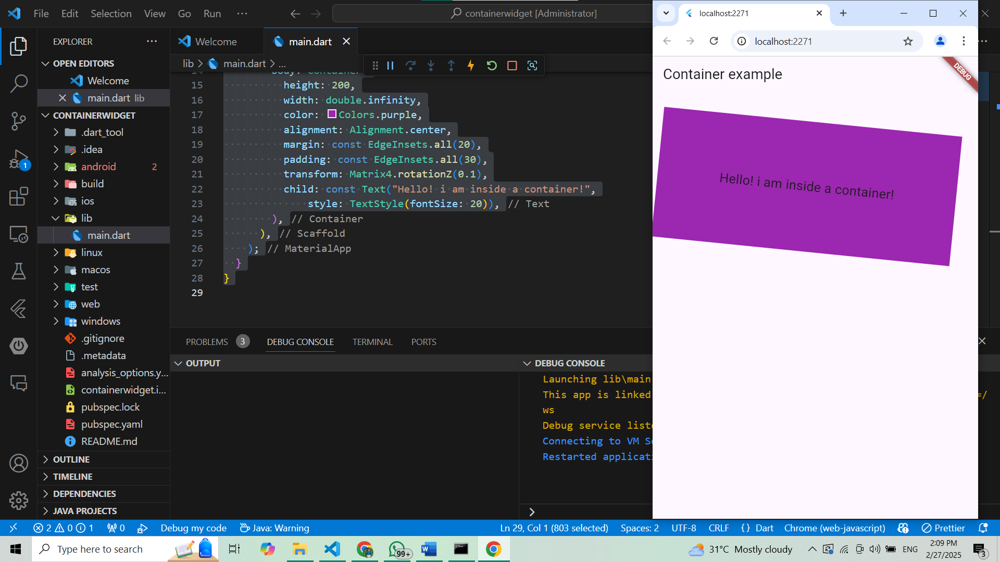 File Edit Selection View Go Run ···
containerwidget [Administrator]
EXPLORER
OPEN EDITORS
Welcome
main.dart lib
CONTAINERWIDGET
.dart_tool
.idea
android 2
build
ios
lib
main.dart
linux
macos
test
web
windows
.gitignore
.metadata
analysis_options.y...
containerwidget.i...
pubspec.lock
pubspec.yaml
README.md
OUTLINE
TIMELINE
DEPENDENCIES
JAVA PROJECTS
1
Welcome
main.dart
lib > main.dart > ...
15 height: 200,
16 width: double.infinity,
17 color: Colors.purple,
18 alignment: Alignment.center,
19 margin: const EdgeInsets.all(20),
20 padding: const EdgeInsets.all(30),
21 transform: Matrix4.rotationZ(0.1),
22 child: const Text("Hello! i am inside a container!",
23 style: TextStyle(fontSize: 20)), // Text
24 ), // Container
25 ), // Scaffold
26 ); // MaterialApp
27 }
28 }
29
PROBLEMS 3 DEBUG CONSOLE TERMINAL PORTS
OUTPUT
DEBUG CONSOLE
Launching lib\main
This app is linked
=/
ws
Debug service list
Connecting to VM S
Restarted applicat
>
localhost:2271
localhost:2271
Container example
DEBUG
Hello! i am inside a container!
2 0 1 0 Debug my code Java: Warning
Ln 29, Col 1 (803 selected) Spaces: 2 UTF-8 CRLF {} Dart Chrome (web-javascript) Prettier
Type here to search
99+
31°C Mostly cloudy
ENG
2:09 PM
2/27/2025
3